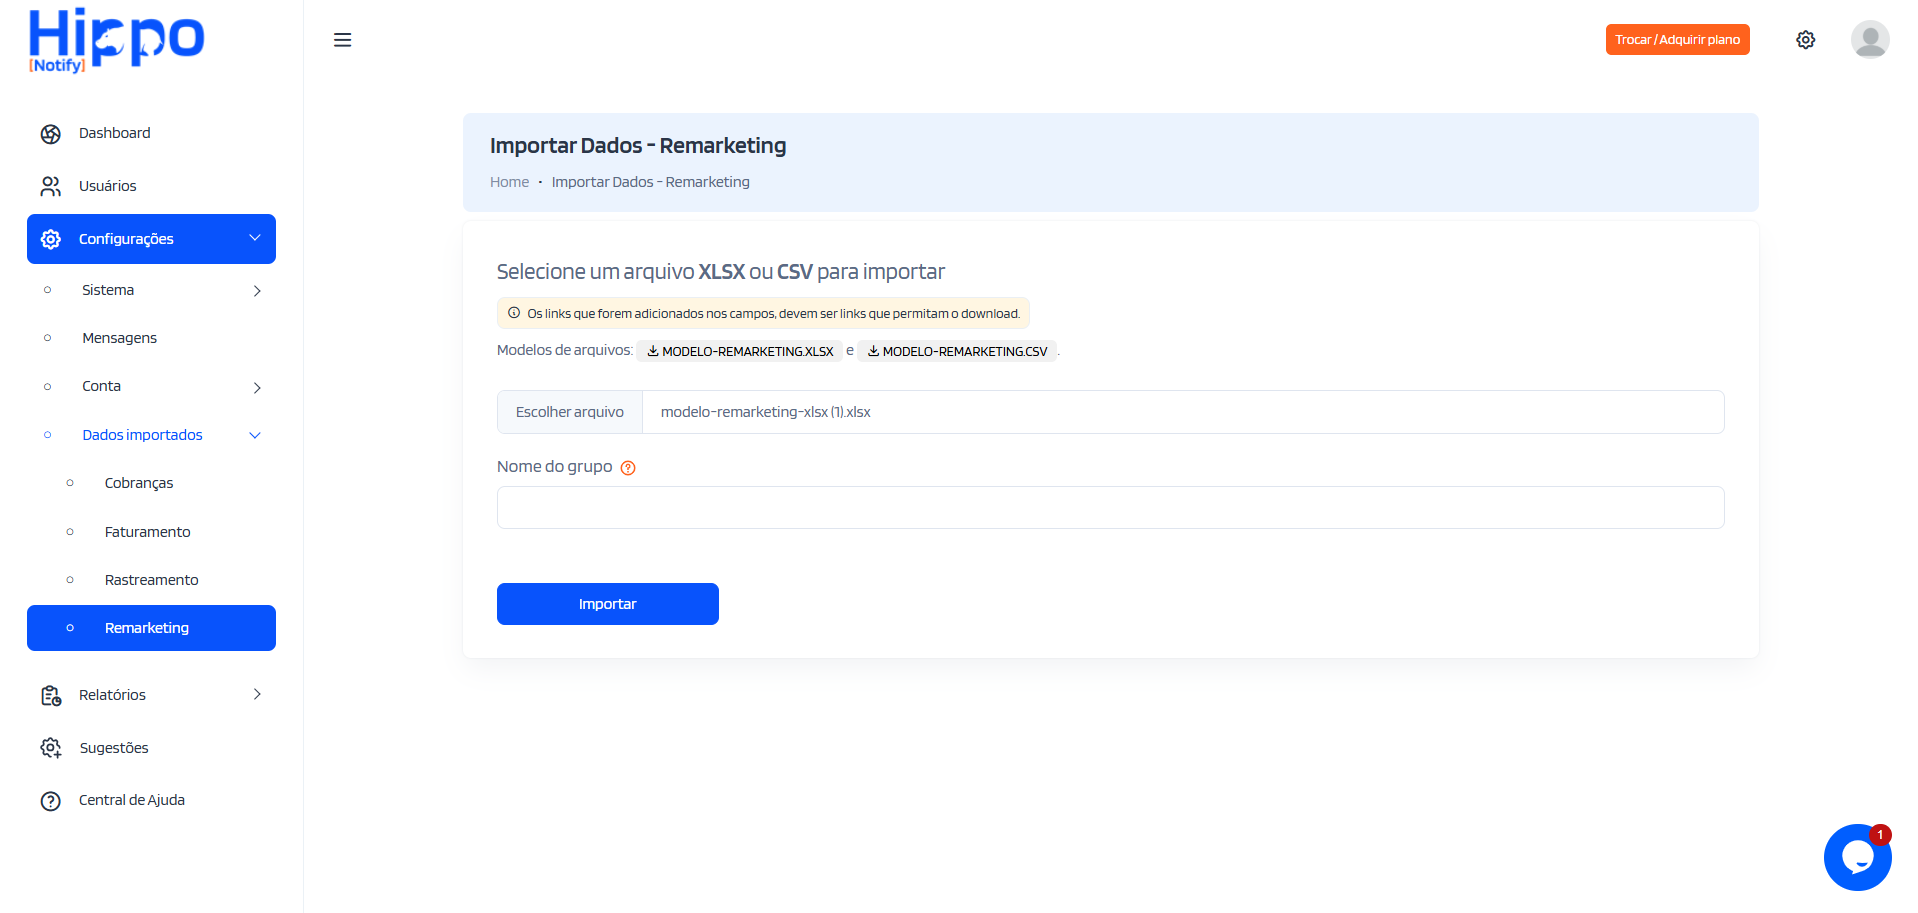 Hippo
[Notify]
Trocar / Adquirir plano
Dashboard
Usuários
Configurações
Sistema
Mensagens
Conta
Dados importados
Cobranças
Faturamento
Rastreamento
Remarketing
Relatórios
Sugestões
Central de Ajuda
Importar Dados - Remarketing
Home • Importar Dados - Remarketing
Selecione um arquivo XLSX ou CSV para importar
Os links que forem adicionados nos campos, devem ser links que permitam o download.
Modelos de arquivos: MODELO-REMARKETING.XLSX e MODELO-REMARKETING.CSV.
Escolher arquivo modelo-remarketing-xlsx (1).xlsx
Nome do grupo ?
Importar
1